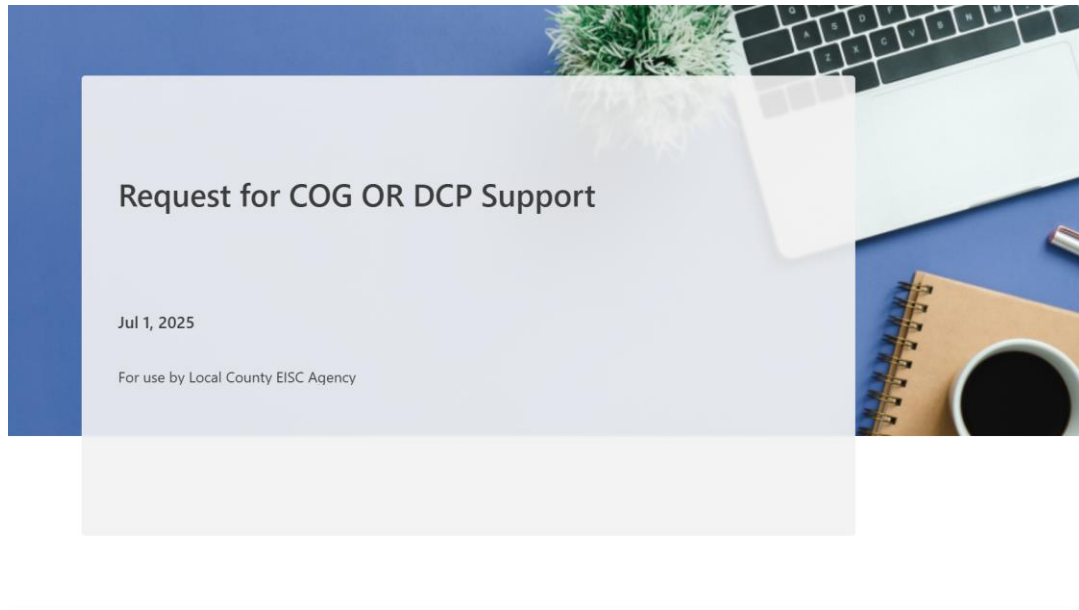 Request for COG OR DCP Support
Jul 1, 2025
For use by Local County EISC Agency